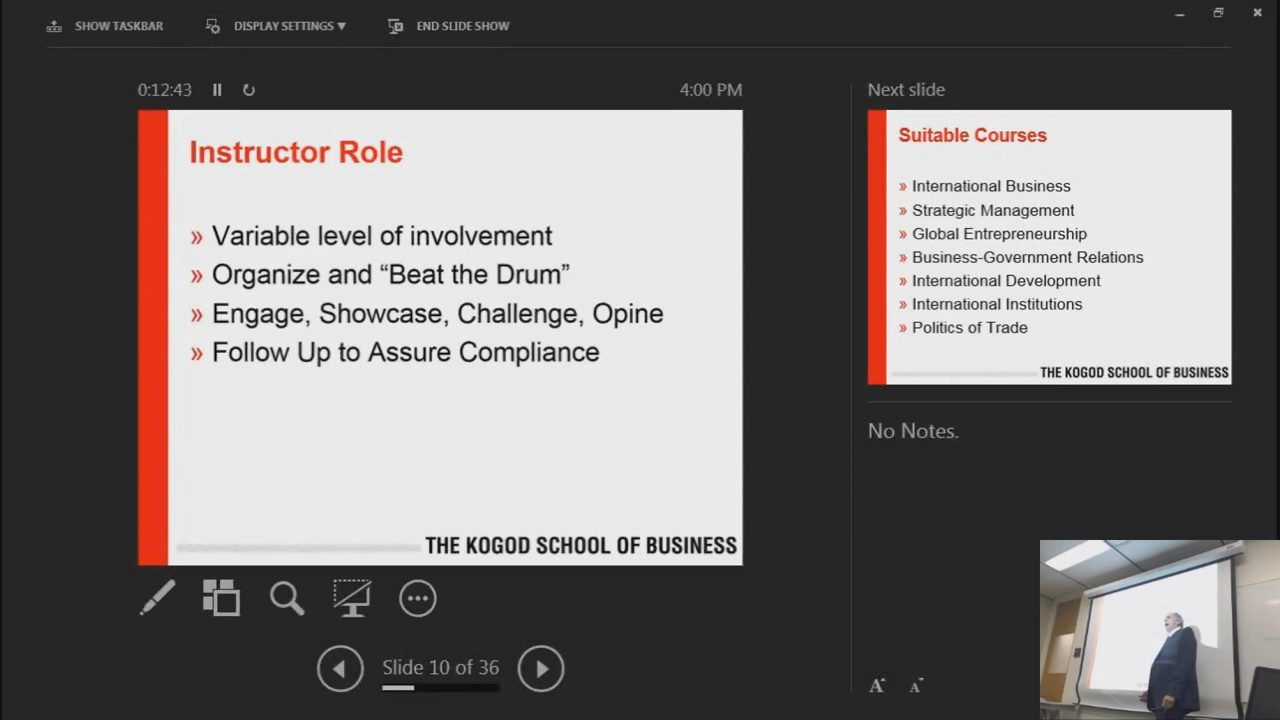 SHOW TASKBAR
DISPLAY SETTINGS ▼
END SLIDE SHOW
0:12:43
4:00 PM
Instructor Role
» Variable level of involvement
» Organize and “Beat the Drum”
» Engage, Showcase, Challenge, Opine
» Follow Up to Assure Compliance
THE KOGOD SCHOOL OF BUSINESS
Slide 10 of 36
Next slide
Suitable Courses
» International Business
» Strategic Management
» Global Entrepreneurship
» Business-Government Relations
» International Development
» International Institutions
» Politics of Trade
THE KOGOD SCHOOL OF BUSINESS
No Notes.
A A